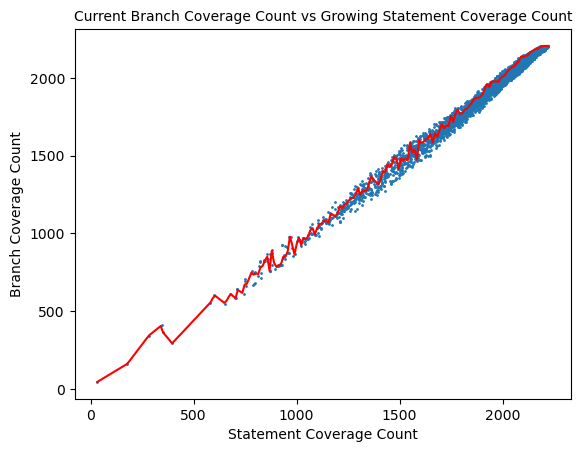 Current Branch Coverage Count vs Growing Statement Coverage Count
2000
1500
1000
500
0
Branch Coverage Count
0 500 1000 1500 2000
Statement Coverage Count